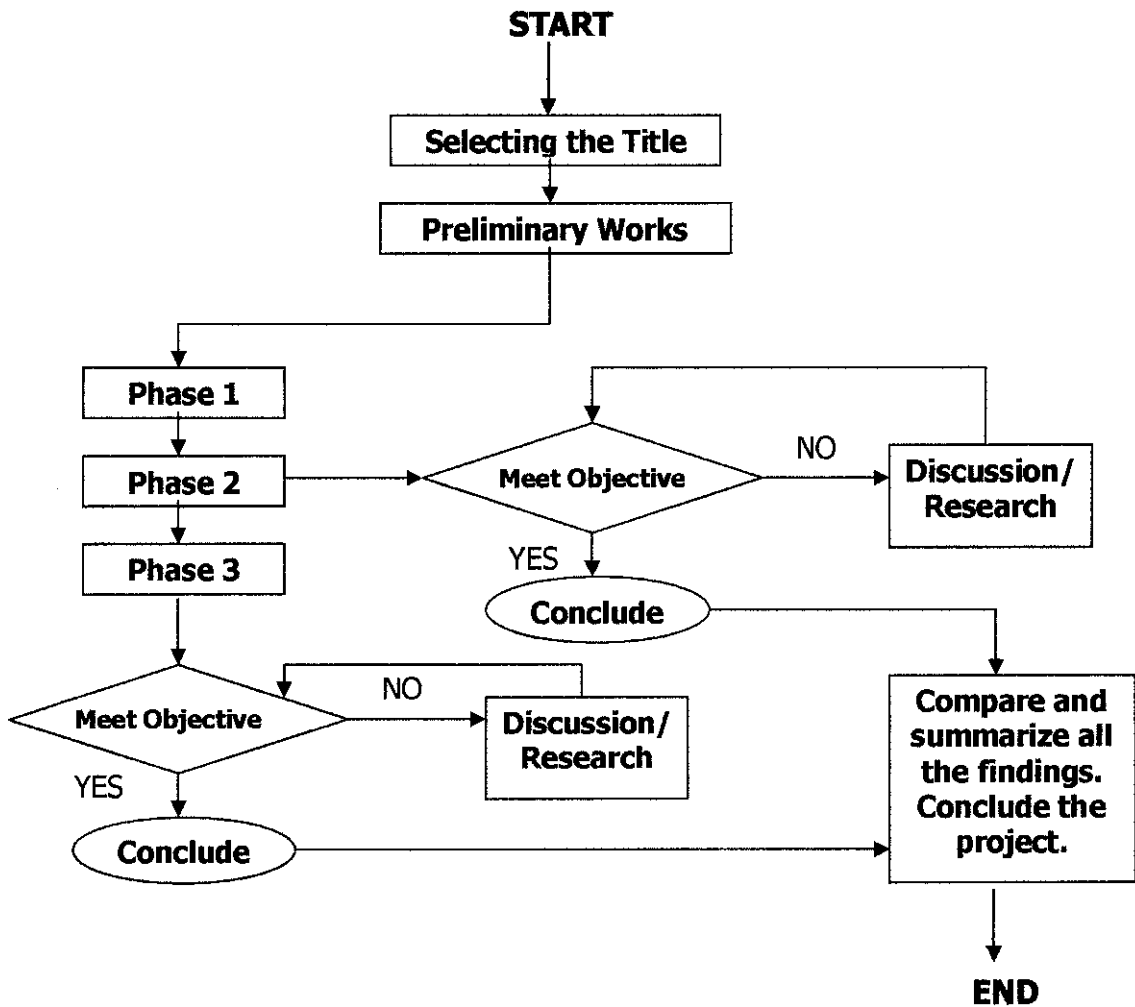 START
Selecting the Title
Preliminary Works
Phase 1
Phase 2
Meet Objective
NO
Discussion/
Research
YES
Phase 3
Conclude
Meet Objective
NO
Discussion/
Research
YES
Conclude
Compare and
summarize all
the findings.
Conclude the
project.
END